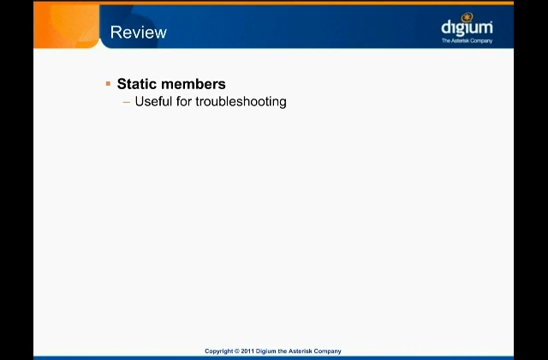 Review
digium
The Asterisk Company
Static members
– Useful for troubleshooting
Copyright © 2011 Digium the Asterisk Company